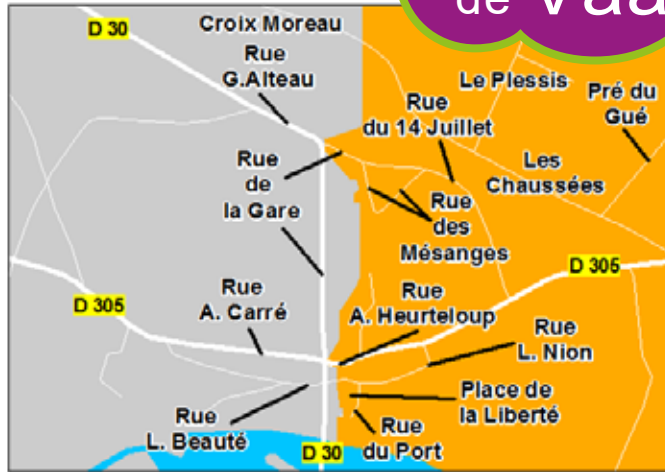 de Vaa
D 30
Croix Moreau
Rue
G.Alteau
Le Plessis
Pré du
Gué
Rue
du 14 Juillet
Rue
de
la Gare
Les
Chaussées
Rue
des
Mésanges
D 305
D 305
Rue
A. Carré
Rue
A. Heurteloup
Rue
L. Nion
Place de
la Liberté
Rue
L. Beauté
Rue
du Port
D 30